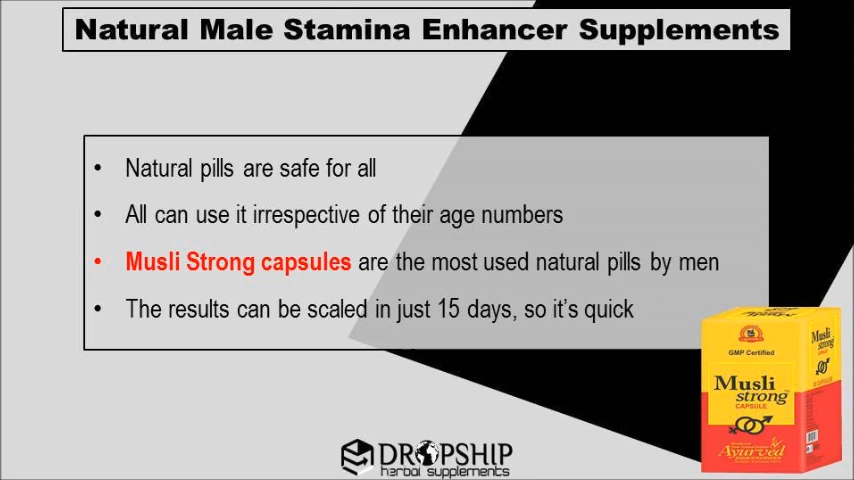 Natural Male Stamina Enhancer Supplements
• Natural pills are safe for all
• All can use it irrespective of their age numbers
• Musli Strong capsules are the most used natural pills by men
• The results can be scaled in just 15 days, so it's quick
GMP Certified
Musli
strong
CAPSULE
Ayurved
Musli
strong
DROPSHIP
herbal supplements